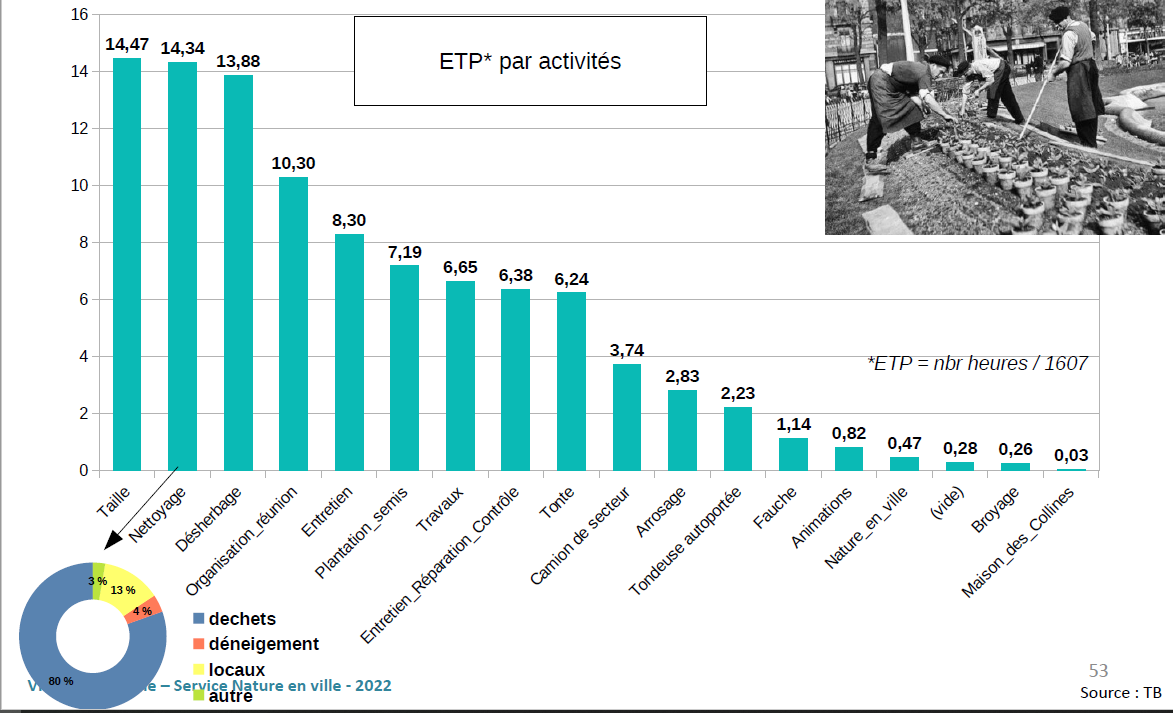 ETP* par activités
16
14
12
10
8
6
4
2
0
14,47
14,34
13,88
10,30
8,30
7,19
6,65
6,38
6,24
3,74
2,83
2,23
1,14
0,82
0,47
0,28
0,26
0,03
*ETP = nbr heures / 1607
Taille
Nettoyage
Désherbage
Organisation_réunion
Entretien
Plantation_semis
Travaux
Entretien_Réparation_Contrôle
Tonte
Camion de secteur
Arrosage
Tondeuse autoportée
Fauche
Animations
Nature_en_ville
(vide)
Broyage
Maison_des_Collines
3 %
13 %
4 %
80 %
dechets
déneigement
locaux
autre
– Service Nature en ville - 2022
53
Source : TB